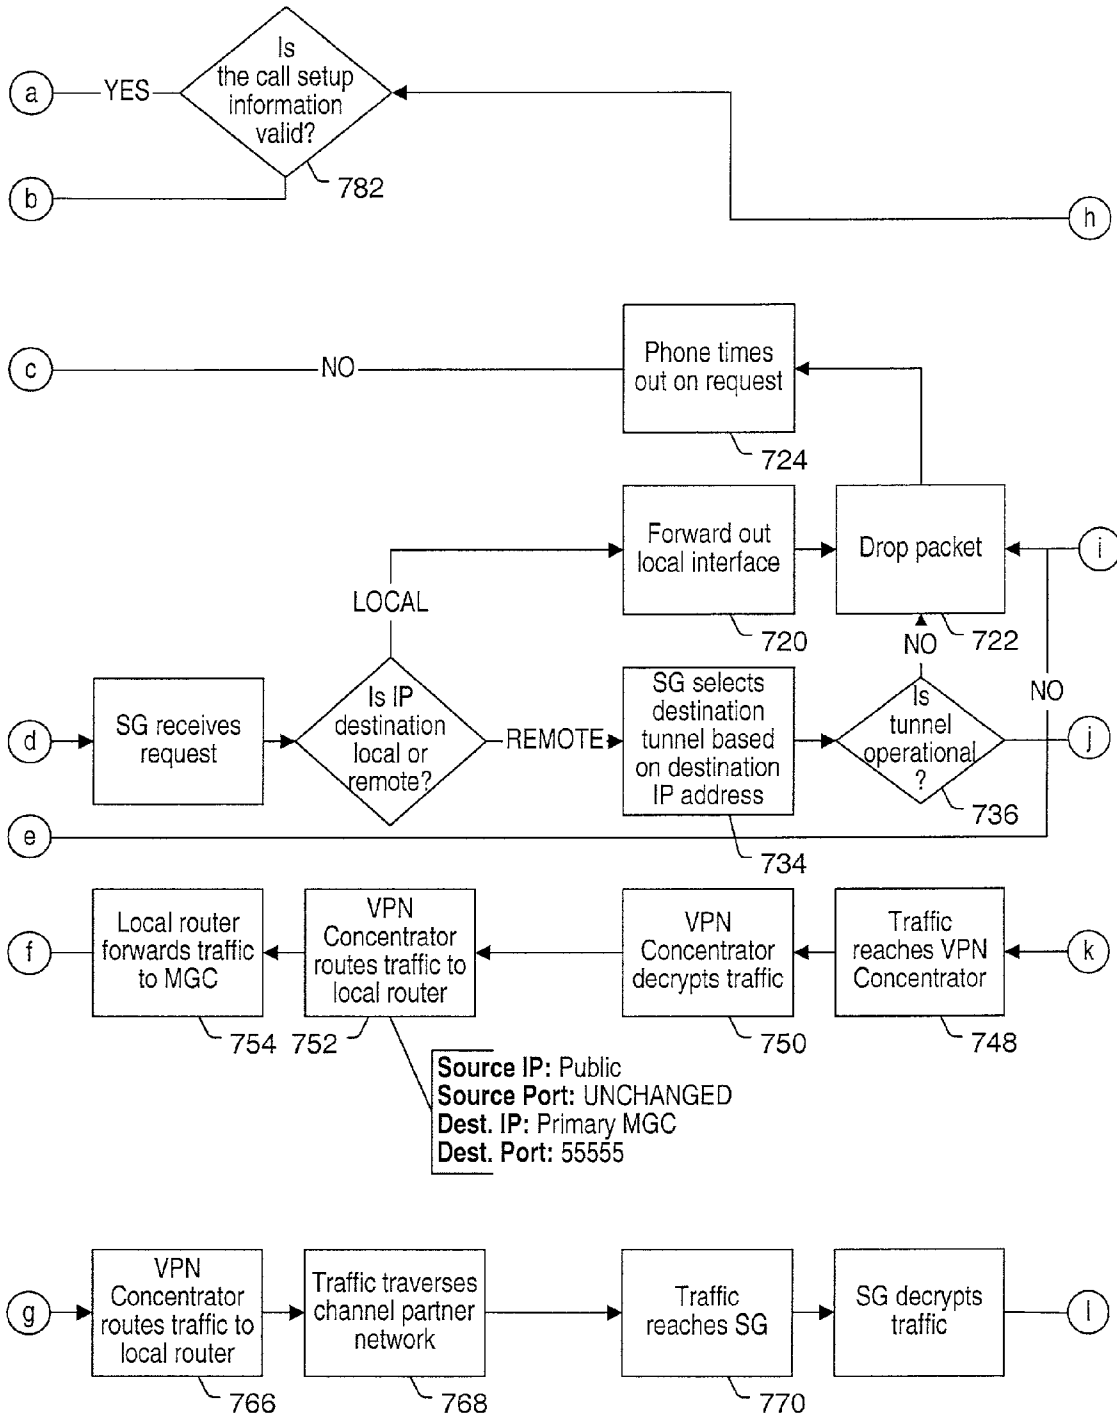 Is
the call setup
information
valid?
a
YES
782
b
h
c
NO
Phone times
out on request
724
Forward out
local interface
Drop packet
i
LOCAL
720
NO
722
SG receives
request
Is IP
destination
local or
remote?
REMOTE
SG selects
destination
tunnel based
on destination
IP address
Is
tunnel
operational
?
NO
d
j
736
e
734
Local router
forwards traffic
to MGC
VPN
Concentrator
routes traffic to
local router
VPN
Concentrator
decrypts traffic
Traffic
reaches VPN
Concentrator
f
k
754
752
750
748
Source IP: Public
Source Port: UNCHANGED
Dest. IP: Primary MGC
Dest. Port: 55555
g
VPN
Concentrator
routes traffic to
local router
Traffic traverses
channel partner
network
Traffic
reaches SG
SG decrypts
traffic
l
766
768
770